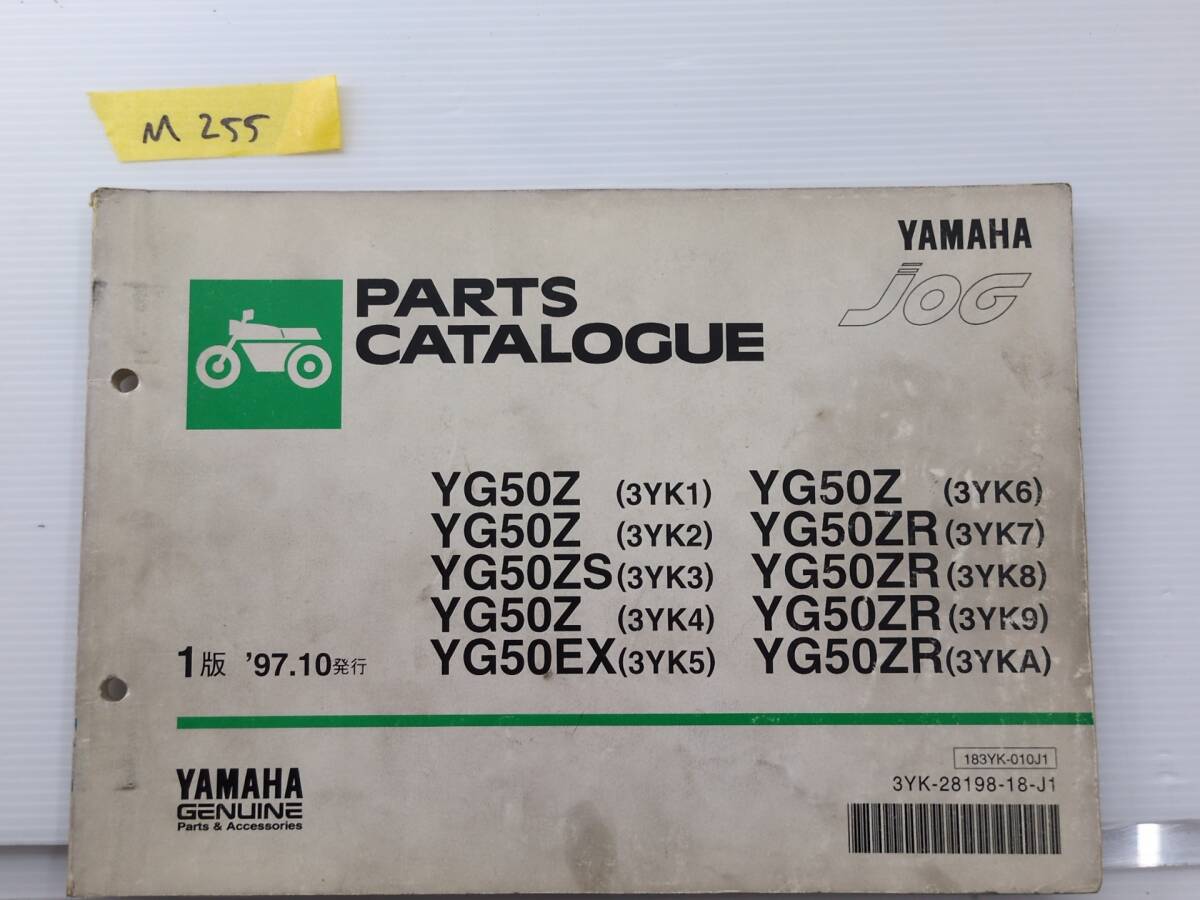 M 255
YAMAHA
JOG
PARTS
CATALOGUE
YG50Z (3YK1) YG50Z (3YK6)
YG50Z (3YK2) YG50ZR (3YK7)
YG50ZS (3YK3) YG50ZR (3YK8)
YG50Z (3YK4) YG50ZR (3YK9)
YG50EX (3YK5) YG50ZR (3YKA)
1版 '97.10発行
183YK-010J1
3YK-28198-18-J1
YAMAHA
GENUINE
Parts & Accessories